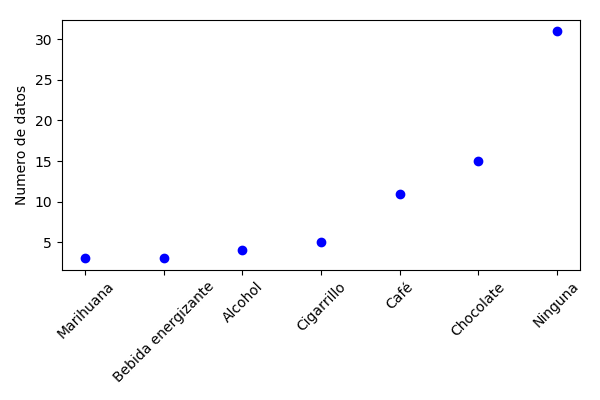 Numero de datos
30
25
20
15
10
5
Marihuana
Bebida energizante
Alcohol
Cigarrillo
Café
Chocolate
Ninguna